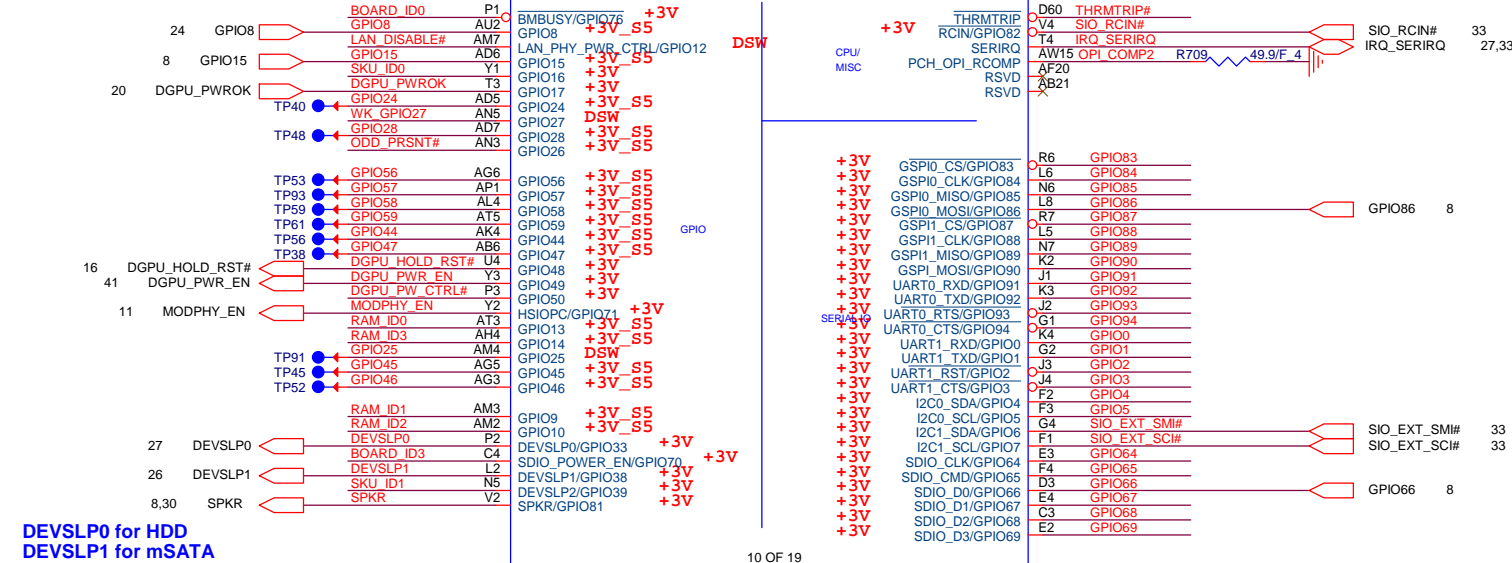 BOARD_ID0 P1 BMBUSY/GPIO76 +3V
24 GPIO8 GPIO8 AU2 GPIO8 +3V_S5
LAN_DISABLE# AM7 LAN_PHY_PWR_CTRL/GPIO12 DSW
8 GPIO15 GPIO15 AD6 GPIO15 +3V_S5
SKU_ID0 Y1 GPIO16 +3V
20 DGPU_PWROK DGPU_PWROK T3 GPIO17 +3V
TP40 GPIO24 AD5 GPIO24 +3V_S5
WK_GPIO27 AN5 GPIO27 DSW
TP48 GPIO28 AD7 GPIO28 +3V_S5
ODD_PRSNT# AN3 GPIO26 +3V_S5
TP53 GPIO56 AG6 GPIO56 +3V_S5
TP93 GPIO57 AP1 GPIO57 +3V_S5
TP59 GPIO58 AL4 GPIO58 +3V_S5
TP61 GPIO59 AT5 GPIO59 +3V_S5
TP56 GPIO44 AK4 GPIO44 +3V_S5
TP38 GPIO47 AB6 GPIO47 +3V_S5
16 DGPU_HOLD_RST# DGPU_HOLD_RST# U4 GPIO48 +3V
41 DGPU_PWR_EN DGPU_PWR_EN Y3 GPIO49 +3V
DGPU_PW_CTRL# P3 GPIO50 +3V
11 MODPHY_EN MODPHY_EN Y2 HSIOPC/GPIO71 +3V
RAM_ID0 AT3 GPIO13 +3V_S5
RAM_ID3 AH4 GPIO14 +3V_S5
TP91 GPIO25 AM4 GPIO25 DSW
TP45 GPIO45 AG5 GPIO45 +3V_S5
TP52 GPIO46 AG3 GPIO46 +3V_S5
RAM_ID1 AM3 GPIO9 +3V_S5
RAM_ID2 AM2 GPIO10 +3V_S5
27 DEVSLP0 DEVSLP0 P2 DEVSLP0/GPIO33 +3V
BOARD_ID3 C4 SDIO_POWER_EN/GPIO70 +3V
26 DEVSLP1 DEVSLP1 L2 DEVSLP1/GPIO38 +3V
SKU_ID1 N5 DEVSLP2/GPIO39 +3V
8,30 SPKR SPKR V2 SPKR/GPIO81 +3V
DEVSLP0 for HDD
DEVSLP1 for mSATA
GPIO
CPU/
MISC
SERIAL IO
THRMTRIP D60 THRMTRIP#
+3V RCIN/GPIO82 V4 SIO_RCIN# SIO_RCIN# 33
SERIRQ T4 IRQ_SERIRQ IRQ_SERIRQ 27,33
PCH_OPI_RCOMP AW15 OPI_COMP2 R709 49.9/F_4
RSVD AF20
RSVD AB21
+3V GSPI0_CS/GPIO83 R6 GPIO83
+3V GSPI0_CLK/GPIO84 L6 GPIO84
+3V GSPI0_MISO/GPIO85 N6 GPIO85
+3V GSPI0_MOSI/GPIO86 L8 GPIO86 GPIO86 8
+3V GSPI1_CS/GPIO87 R7 GPIO87
+3V GSPI1_CLK/GPIO88 L5 GPIO88
+3V GSPI1_MISO/GPIO89 N7 GPIO89
+3V GSPI_MOSI/GPIO90 K2 GPIO90
+3V UART0_RXD/GPIO91 J1 GPIO91
+3V UART0_TXD/GPIO92 K3 GPIO92
+3V UART0_RTS/GPIO93 J2 GPIO93
+3V UART0_CTS/GPIO94 G1 GPIO94
+3V UART1_RXD/GPIO0 K4 GPIO0
+3V UART1_TXD/GPIO1 G2 GPIO1
+3V UART1_RST/GPIO2 J3 GPIO2
+3V UART1_CTS/GPIO3 J4 GPIO3
+3V I2C0_SDA/GPIO4 F2 GPIO4
+3V I2C0_SCL/GPIO5 F3 GPIO5
+3V I2C1_SDA/GPIO6 G4 SIO_EXT_SMI# SIO_EXT_SMI# 33
+3V I2C1_SCL/GPIO7 F1 SIO_EXT_SCI# SIO_EXT_SCI# 33
+3V SDIO_CLK/GPIO64 E3 GPIO64
+3V SDIO_CMD/GPIO65 F4 GPIO65
+3V SDIO_D0/GPIO66 D3 GPIO66 GPIO66 8
+3V SDIO_D1/GPIO67 E4 GPIO67
+3V SDIO_D2/GPIO68 C3 GPIO68
+3V SDIO_D3/GPIO69 E2 GPIO69
10 OF 19